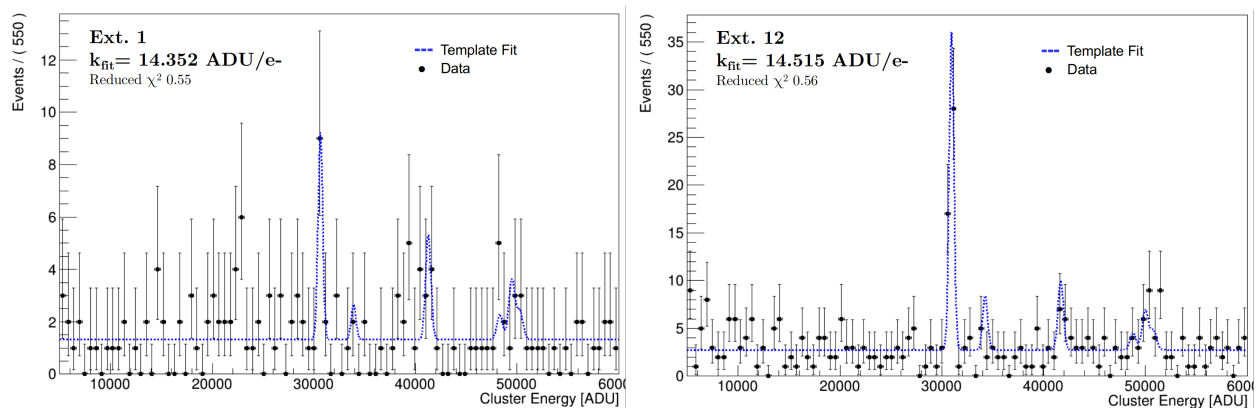 Events / ( 550 )
Ext. 1
k_fit= 14.352 ADU/e-
Reduced χ² 0.55
Template Fit
Data
12
10
8
6
4
2
0
10000 20000 30000 40000 50000 6000
Cluster Energy [ADU]
Events / ( 550 )
Ext. 12
k_fit= 14.515 ADU/e-
Reduced χ² 0.56
Template Fit
Data
35
30
25
20
15
10
5
0
10000 20000 30000 40000 50000 6000
Cluster Energy [ADU]